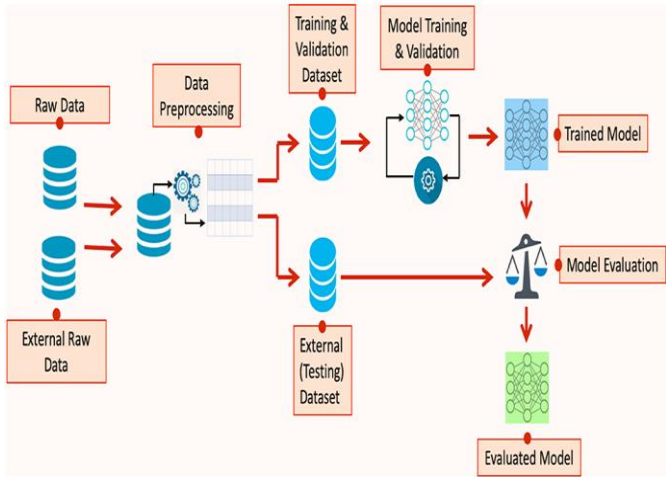 Training &
Validation
Dataset
Model Training
& Validation
Data
Preprocessing
Raw Data
Trained Model
Model Evaluation
External Raw
Data
External
(Testing)
Dataset
Evaluated Model